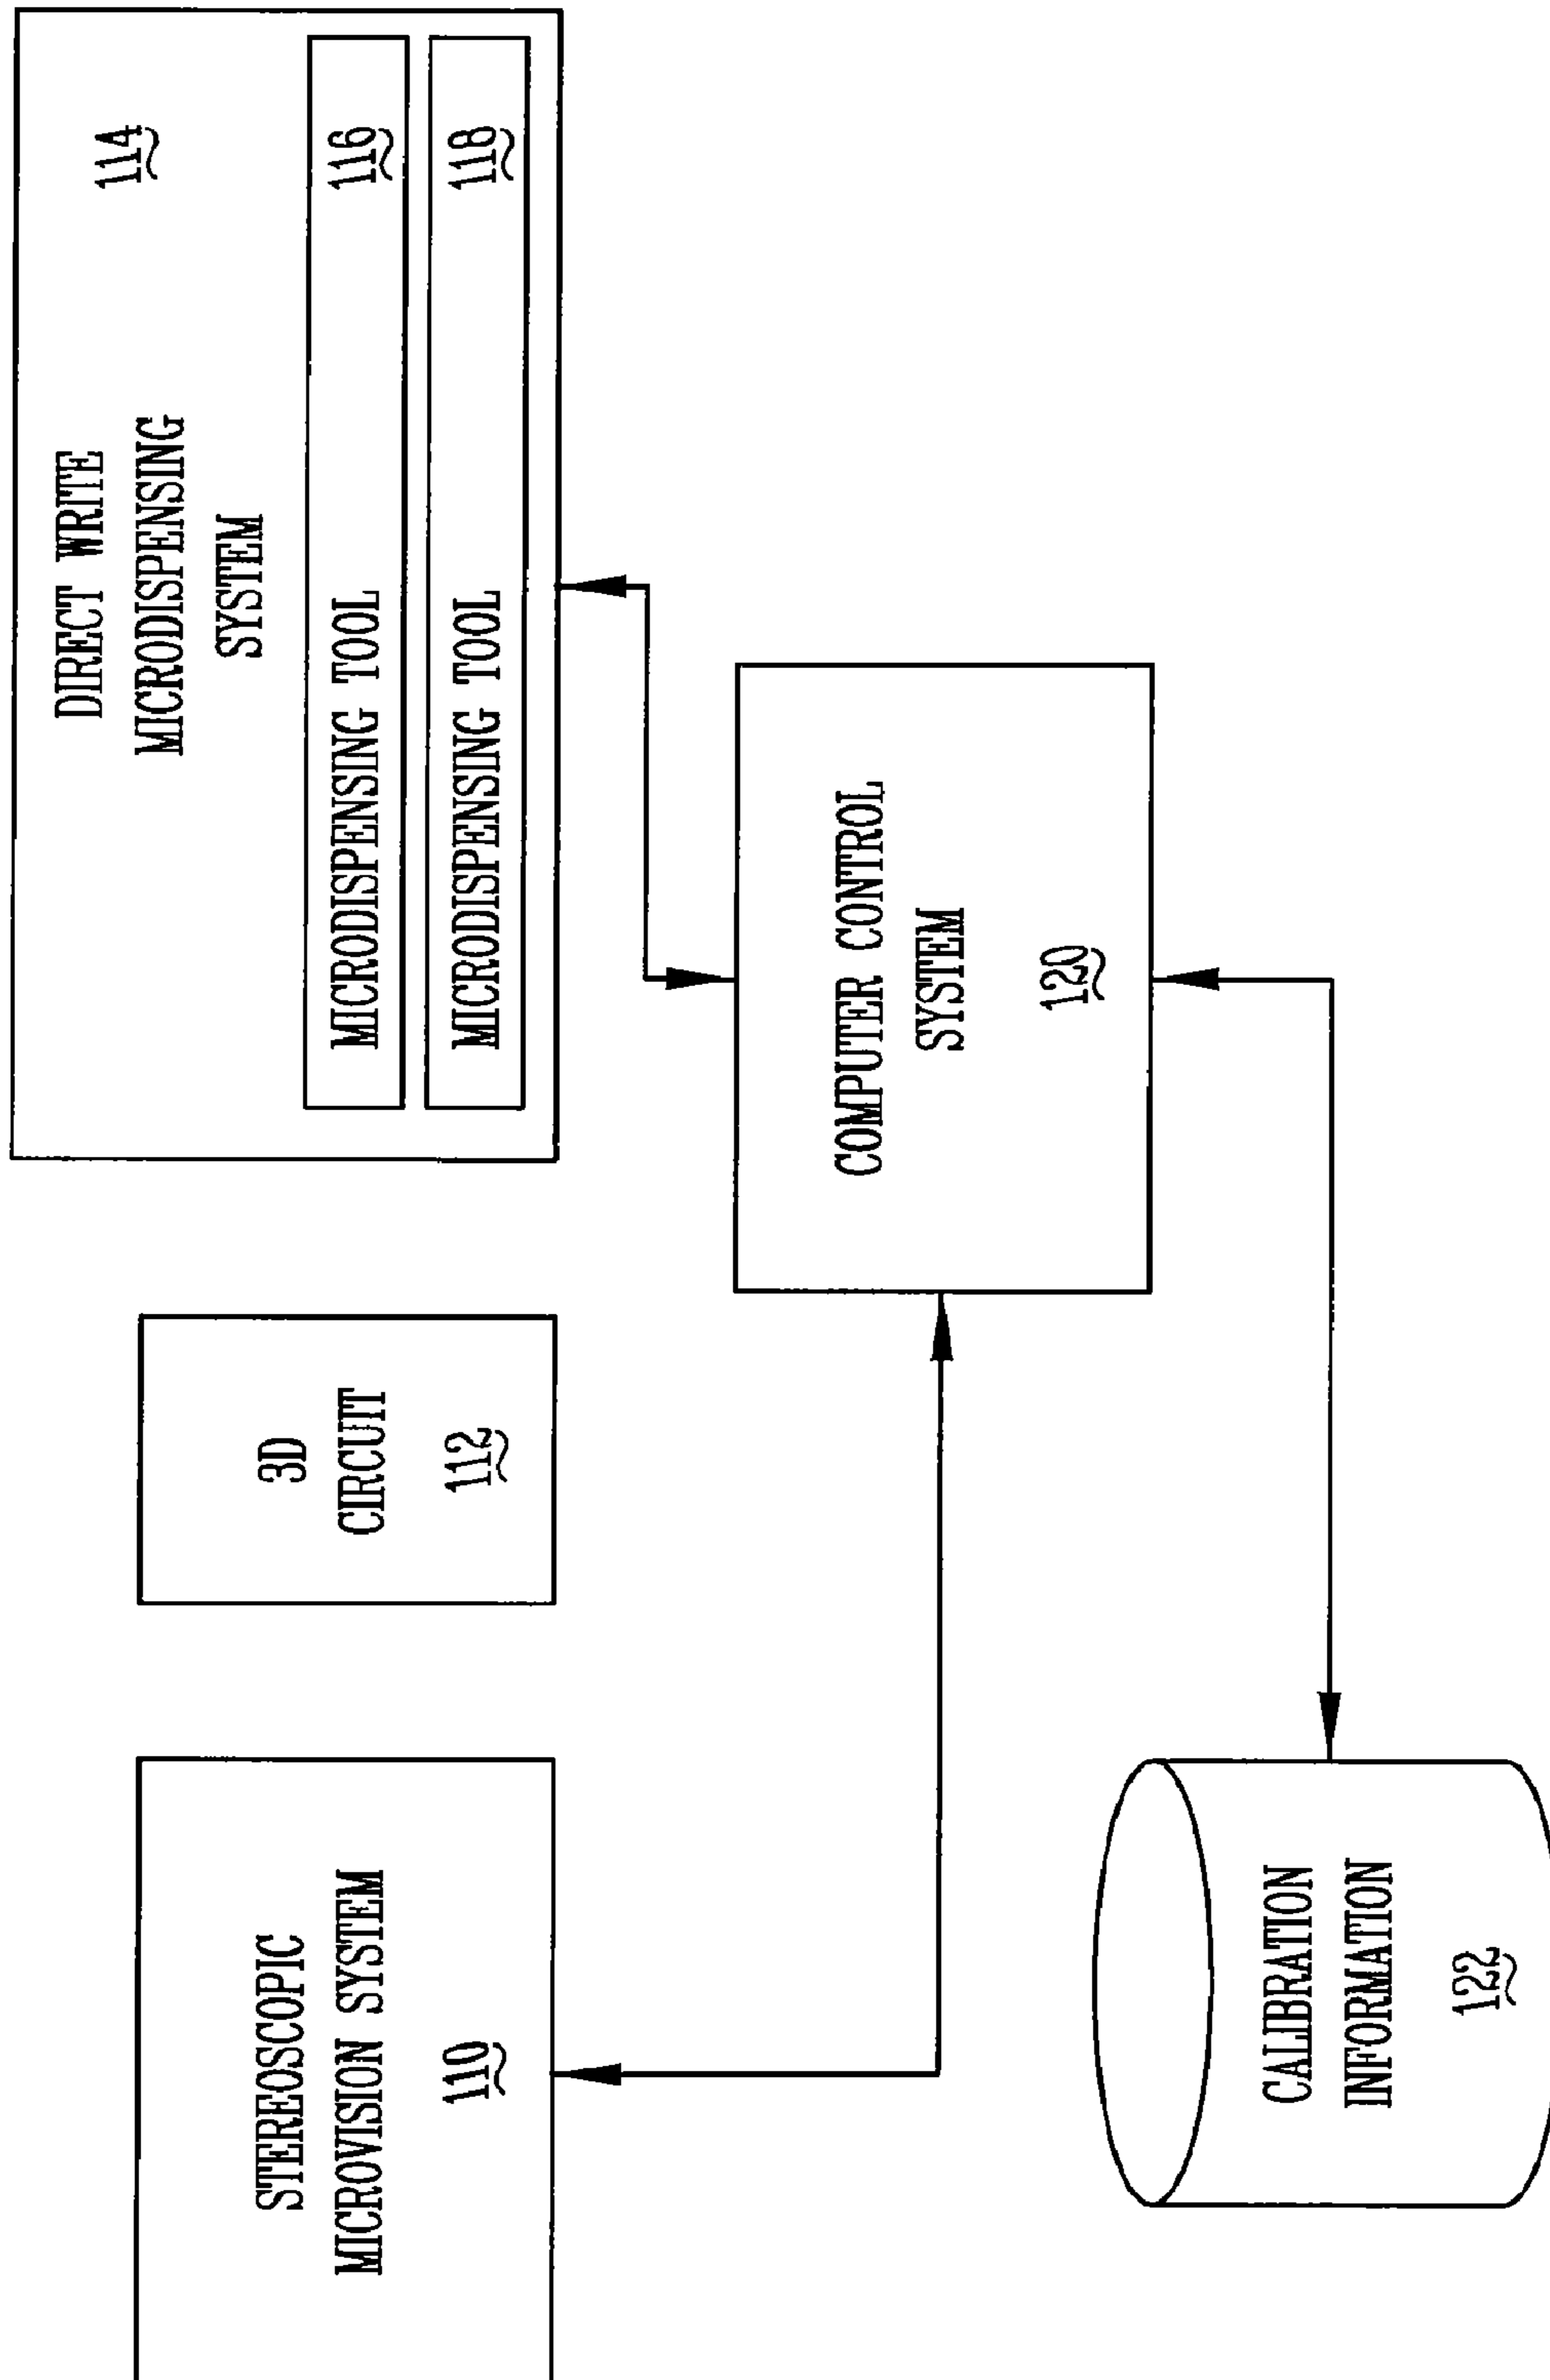 STEREOSCOPIC
MICROVISION SYSTEM
110
3D
CIRCUIT
112
DIRECT WRITE
MICRODISPENSING
SYSTEM
114
MICRODISPENSING TOOL 116
MICRODISPENSING TOOL 118
COMPUTER CONTROL
SYSTEM
120
CALIBRATION
INFORMATION
122